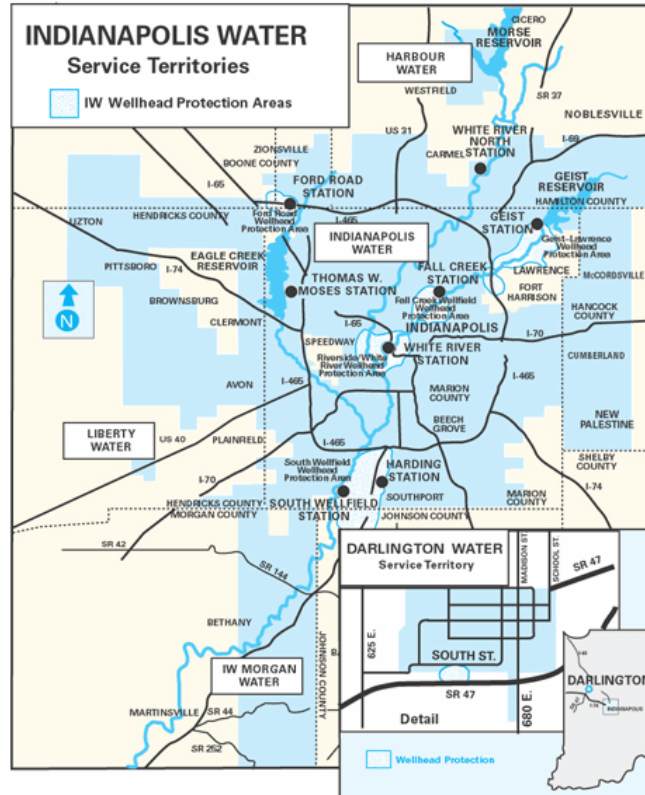 INDIANAPOLIS WATER
Service Territories
IW Wellhead Protection Areas
CICERO
MORSE
RESERVOIR
HARBOUR
WATER
WESTFIELD
SR 37
NOBLESVILLE
US 31
WHITE RIVER
NORTH
STATION
CARMEL
I-69
ZIONSVILLE
BOONE COUNTY
FORD ROAD
STATION
GEIST
RESERVOIR
HAMILTON COUNTY
I-65
LIZTON
HENDRICKS COUNTY
Ford Road
Wellhead
Protection Area
I-465
GEIST
STATION
INDIANAPOLIS
WATER
Geist-Lawrence
Wellhead
Protection Area
EAGLE CREEK
RESERVOIR
PITTSBORO
I-74
FALL CREEK
STATION
LAWRENCE
McCORDSVILLE
THOMAS W.
MOSES STATION
FORT
HARRISON
BROWNSBURG
Fall Creek Wellfield
Wellhead
Protection Area
HANCOCK
COUNTY
N
CLERMONT
I-65
INDIANAPOLIS
I-70
SPEEDWAY
WHITE RIVER
STATION
Riverside/White
River Wellhead
Protection Area
CUMBERLAND
AVON
I-465
I-465
MARION
COUNTY
BEECH
GROVE
NEW
PALESTINE
LIBERTY
WATER
US 40
PLAINFIELD
I-465
SHELBY
COUNTY
I-70
South Wellfield
Wellhead
Protection Area
HARDING
STATION
I-74
SOUTHPORT
MARION
COUNTY
HENDRICKS COUNTY
MORGAN COUNTY
SOUTH WELLFIELD
STATION
JOHNSON COUNTY
SR 42
SR 144
BETHANY
JOHNSON COUNTY
IW MORGAN
WATER
MARTINSVILLE
SR 44
SR 252
DARLINGTON WATER
Service Territory
MADISON ST
SCHOOL ST.
SR 47
625 E.
SOUTH ST.
SR 47
680 E.
Detail
Wellhead Protection
DARLINGTON
I-65
I-74
INDIANAPOLIS